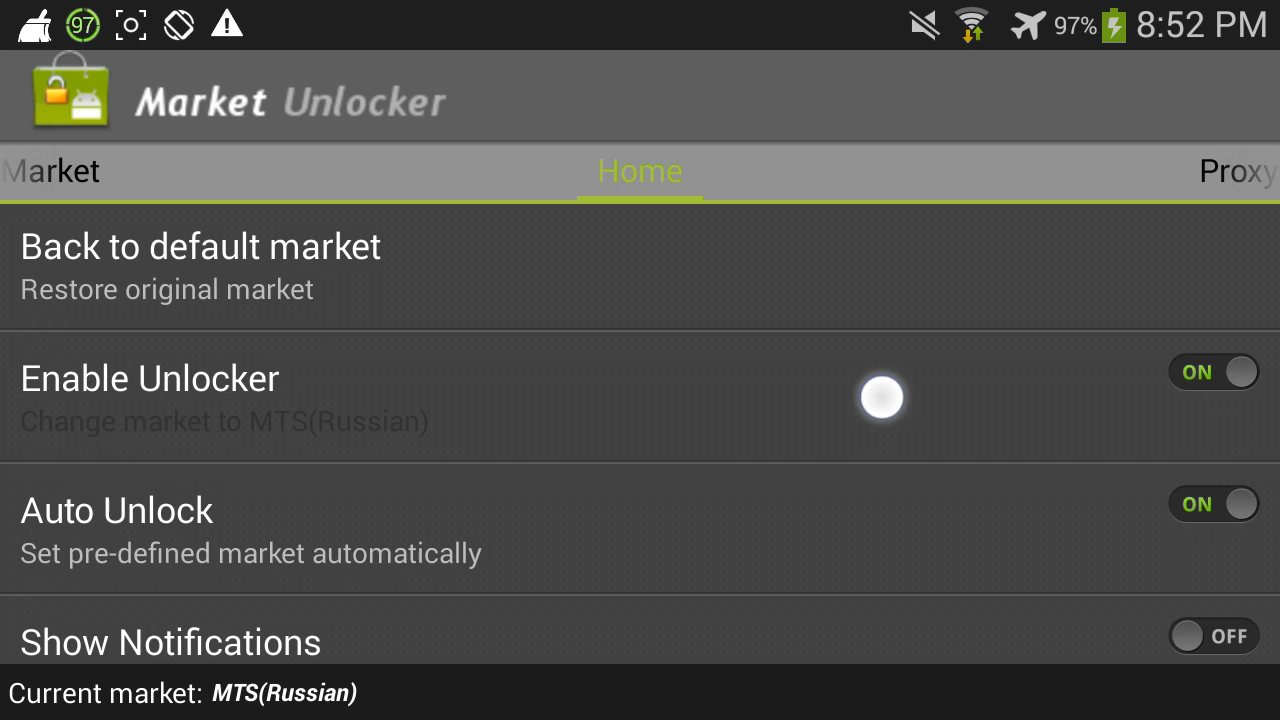 97 97% 8:52 PM
Market Unlocker
Market Home Proxy
Back to default market
Restore original market
Enable Unlocker
ON
Change market to MTS(Russian)
Auto Unlock
ON
Set pre-defined market automatically
Show Notifications
OFF
Current market: MTS(Russian)